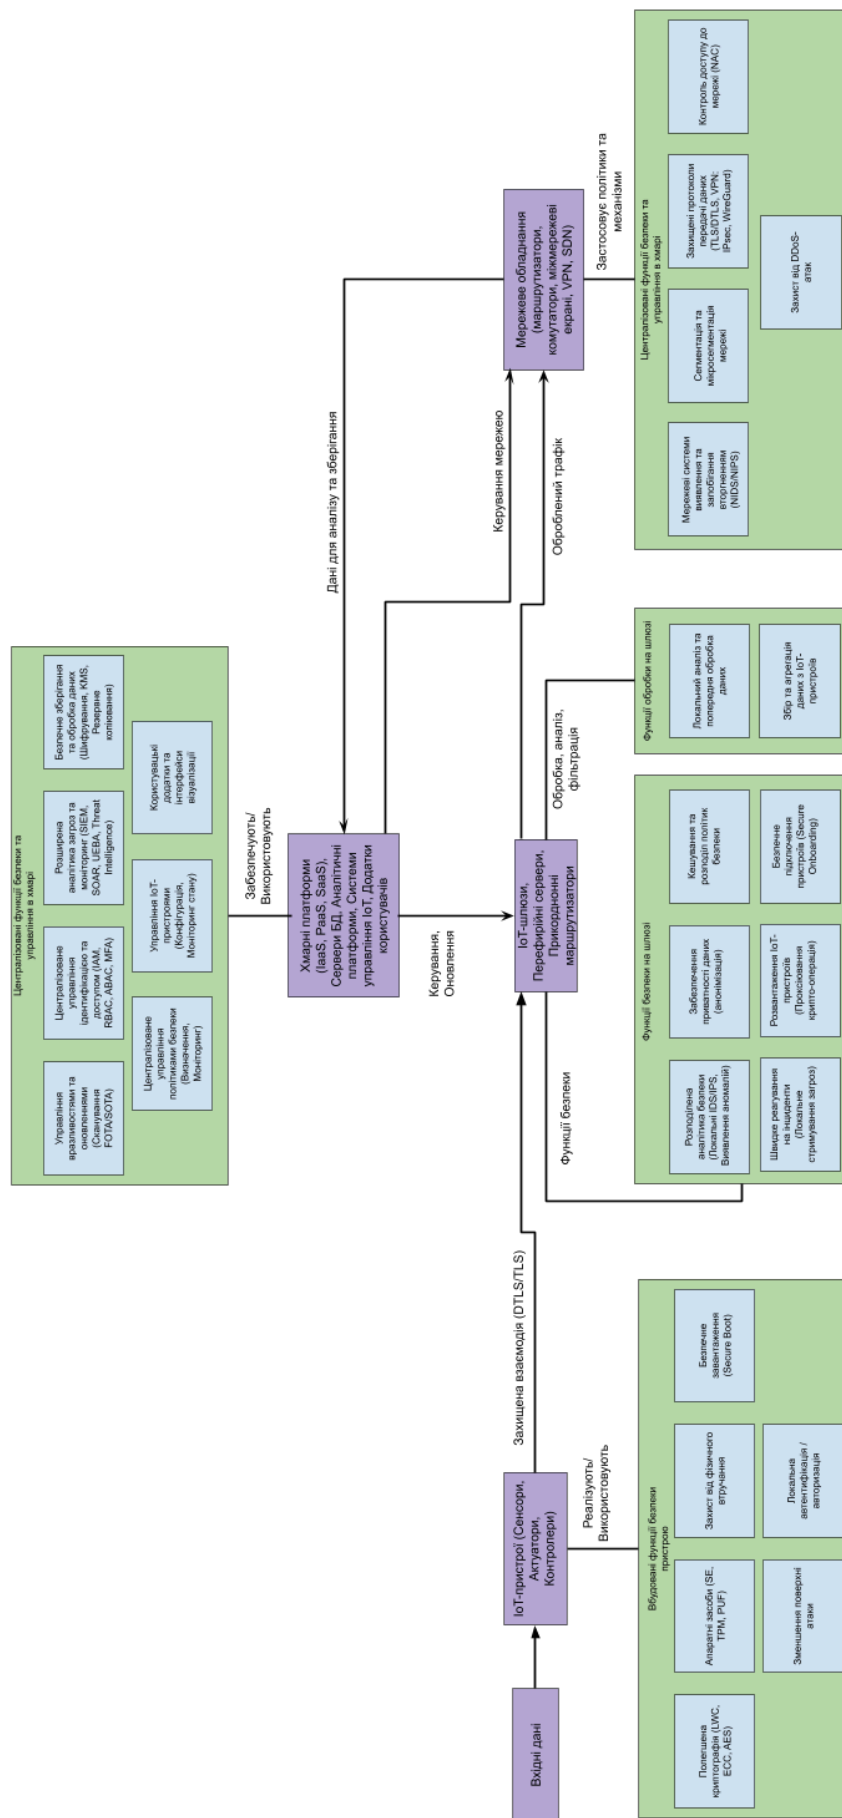 Централізовані функції безпеки та
управління в хмарі
Управління
вразливостями та
оновленнями
(Сканування
FOTA/SOTA)
Централізоване
управління
ідентифікацією та
доступом (IAM,
RBAC, ABAC, MFA)
Розширена
аналітика загроз та
моніторинг (SIEM,
SOAR, UEBA, Threat
Intelligence)
Безпечне зберігання
та обробка даних
(Шифрування, KMS,
Резервне
копіювання)
Централізоване
управління
політиками безпеки
(Визначення,
Моніторинг)
Управління IoT-
пристроями
(Конфігурація,
Моніторинг стану)
Користувацькі
додатки та
інтерфейси
візуалізації
Забезпечують/
Використовують
Хмарні платформи
(IaaS, PaaS, SaaS),
Сервери БД, Аналітичні
платформи, Системи
управління IoT, Додатки
користувачів
Дані для аналізу та зберігання
Керування мережею
Керування,
Оновлення
Вхідні дані
IoT-пристрої (Сенсори,
Актуатори,
Контролери)
Захищена взаємодія (DTLS/TLS)
IoT-шлюзи,
Перефирійні сервери,
Прикордонні
маршрутизатори
Оброблений трафік
Мережеве обладнання
(маршрутизатори,
комутатори, міжмережеві
екрані, VPN, SDN)
Реалізують/
Використовують
Функції безпеки
Обробка, аналіз,
фільтрація
Застосовує політики та
механізми
Вбудовані функції безпеки
пристрою
Полегшена
криптографія (LWC,
ECC, AES)
Апаратні засоби (SE,
TPM, PUF)
Захист від фізичного
втручання
Безпечне
завантаження
(Secure Boot)
Зменшення поверхні
атаки
Локальна
автентифікація /
авторизація
Функції безпеки на шлюзі
Розподілена
аналітика безпеки
(Локальні IDS/IPS,
Виявлення аномалій)
Забезпечення
приватності даних
(анонімізація)
Кешування та
розподіл політик
безпеки
Швидке реагування
на інциденти
(Локальне
стримування загроз)
Розвантаження IoT-
пристроїв
(Проксіювання
крипто-операція)
Безпечне
підключення
пристроїв (Secure
Onboarding)
Функції обробки на шлюзі
Локальний аналіз та
попередня обробка
даних
Збір та агрегація
даних з IoT-
пристроїв
Централізовані функції безпеки та
управління в хмарі
Мережеві системи
виявлення та
запобігання
вторгненням
(NIDS/NIPS)
Сегментація та
мікросегментація
мережі
Захищені протоколи
передачі даних
(TLS/DTLS, VPN:
IPsec, WireGuard)
Контроль доступу до
мережі (NAC)
Захист від DDoS-
атак